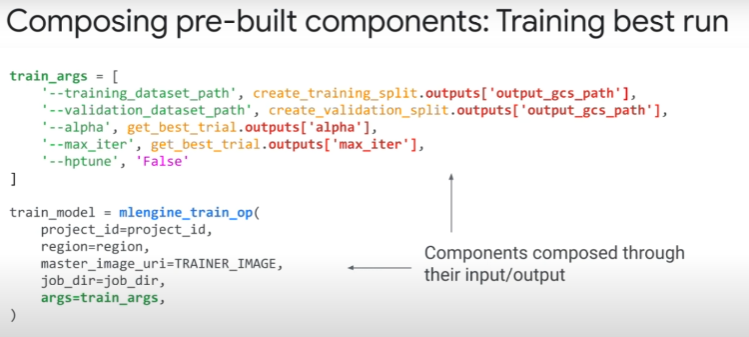 Composing pre-built components: Training best run
train_args = [
    '--training_dataset_path', create_training_split.outputs['output_gcs_path'],
    '--validation_dataset_path', create_validation_split.outputs['output_gcs_path'],
    '--alpha', get_best_trial.outputs['alpha'],
    '--max_iter', get_best_trial.outputs['max_iter'],
    '--hptune', 'False'
]
train_model = mlengine_train_op(
    project_id=project_id,
    region=region,
    master_image_uri=TRAINER_IMAGE,
    job_dir=job_dir,
    args=train_args,
)
Components composed through
their input/output